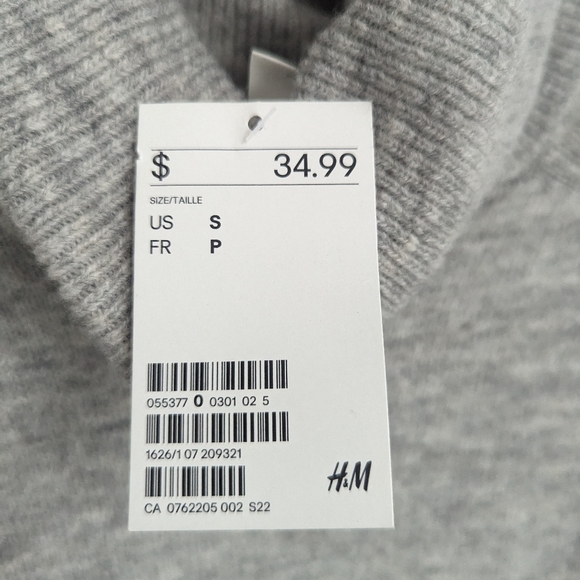 $ 34.99
SIZE/TAILLE
US S
FR P
055377 0 0301 02 5
1626/1 07 209321
CA 0762205 002 S22
H&M